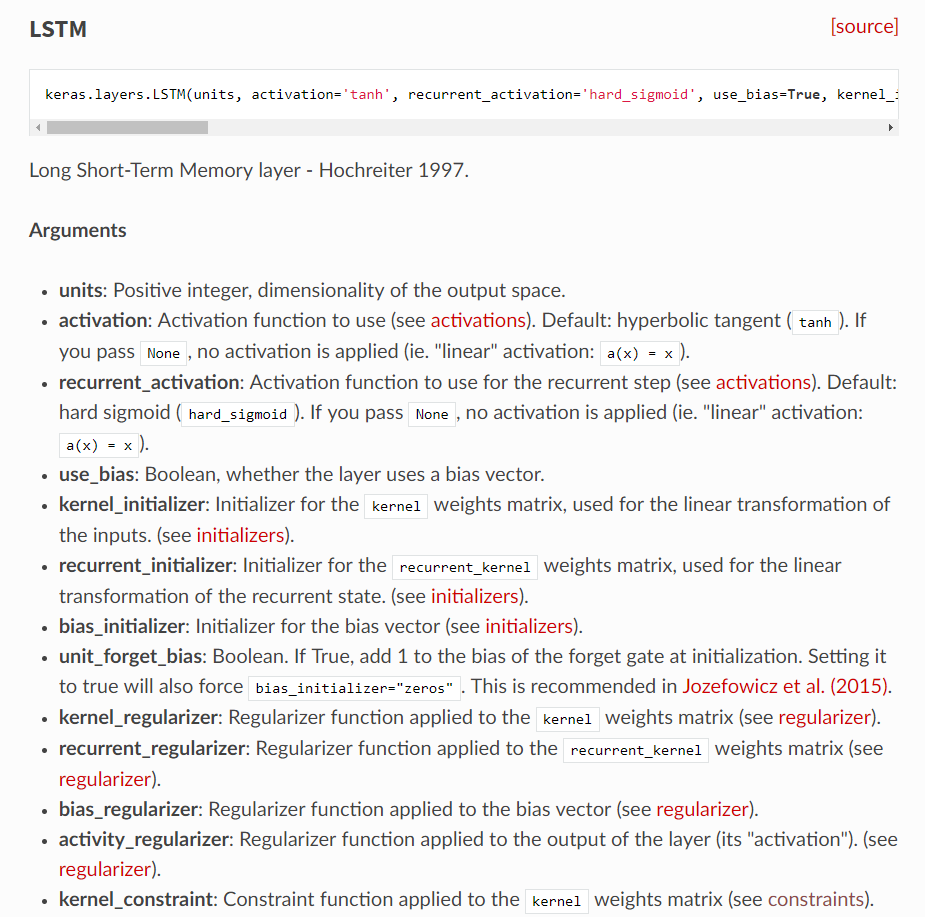 LSTM
[source]
keras.layers.LSTM(units, activation='tanh', recurrent_activation='hard_sigmoid', use_bias=True, kernel_i
Long Short-Term Memory layer - Hochreiter 1997.
Arguments
• units: Positive integer, dimensionality of the output space.
• activation: Activation function to use (see activations). Default: hyperbolic tangent ( tanh ). If
you pass None , no activation is applied (ie. "linear" activation: a(x) = x ).
• recurrent_activation: Activation function to use for the recurrent step (see activations). Default:
hard sigmoid ( hard_sigmoid ). If you pass None , no activation is applied (ie. "linear" activation:
a(x) = x ).
• use_bias: Boolean, whether the layer uses a bias vector.
• kernel_initializer: Initializer for the kernel weights matrix, used for the linear transformation of
the inputs. (see initializers).
• recurrent_initializer: Initializer for the recurrent_kernel weights matrix, used for the linear
transformation of the recurrent state. (see initializers).
• bias_initializer: Initializer for the bias vector (see initializers).
• unit_forget_bias: Boolean. If True, add 1 to the bias of the forget gate at initialization. Setting it
to true will also force bias_initializer="zeros" . This is recommended in Jozefowicz et al. (2015).
• kernel_regularizer: Regularizer function applied to the kernel weights matrix (see regularizer).
• recurrent_regularizer: Regularizer function applied to the recurrent_kernel weights matrix (see
regularizer).
• bias_regularizer: Regularizer function applied to the bias vector (see regularizer).
• activity_regularizer: Regularizer function applied to the output of the layer (its "activation"). (see
regularizer).
• kernel_constraint: Constraint function applied to the kernel weights matrix (see constraints).